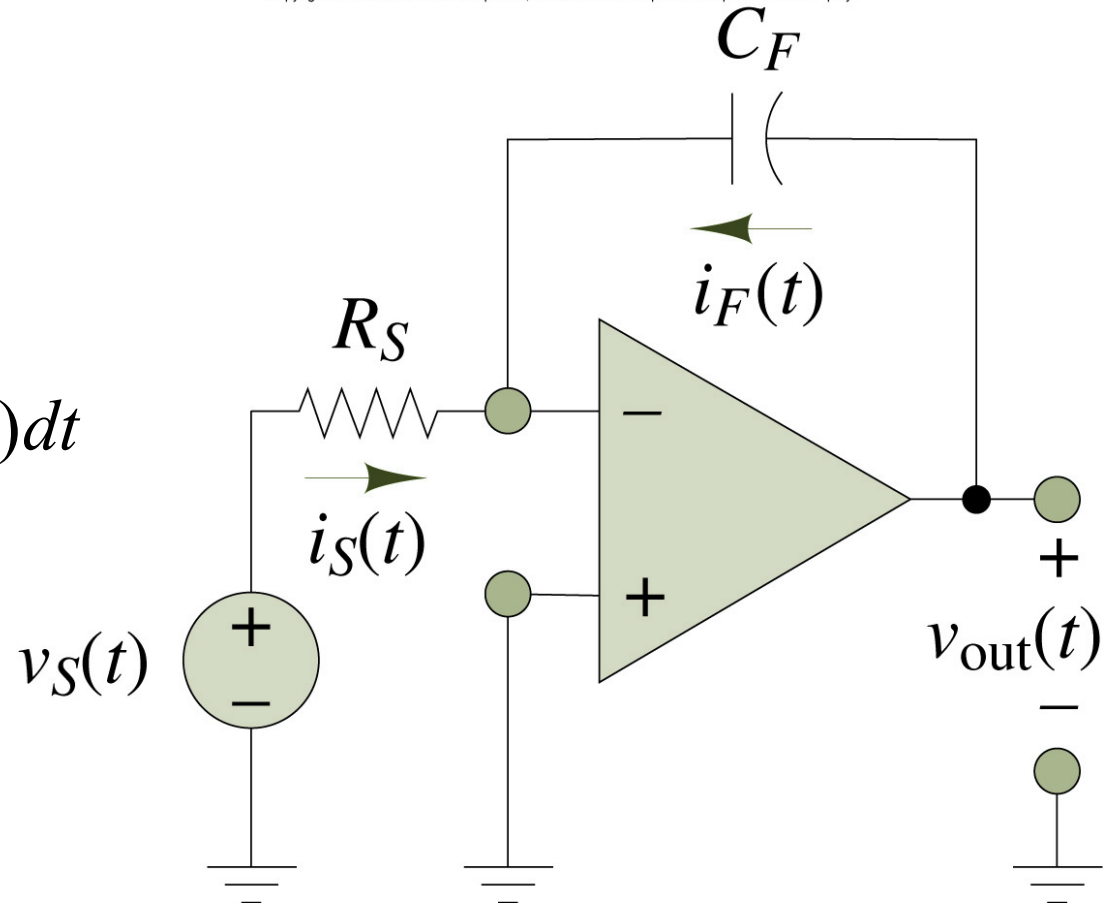 C_F
i_F(t)
R_S
)dt
−
i_S(t)
+
+
+
v_S(t)
v_out(t)
−
−